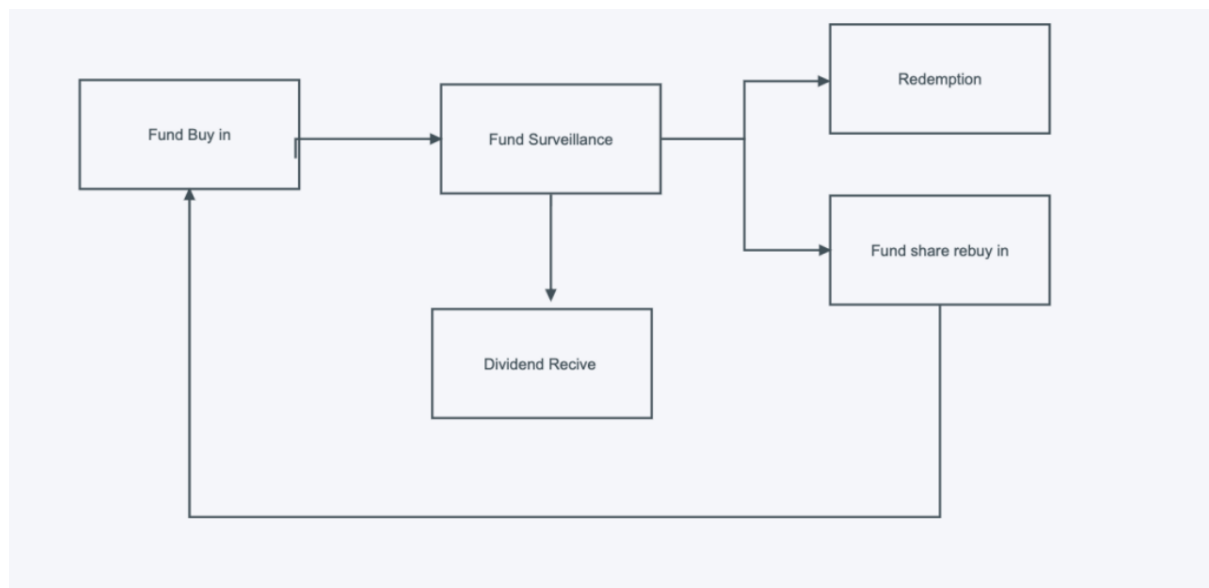 Redemption
Fund Buy in
Fund Surveillance
Fund share rebuy in
Dividend Recive